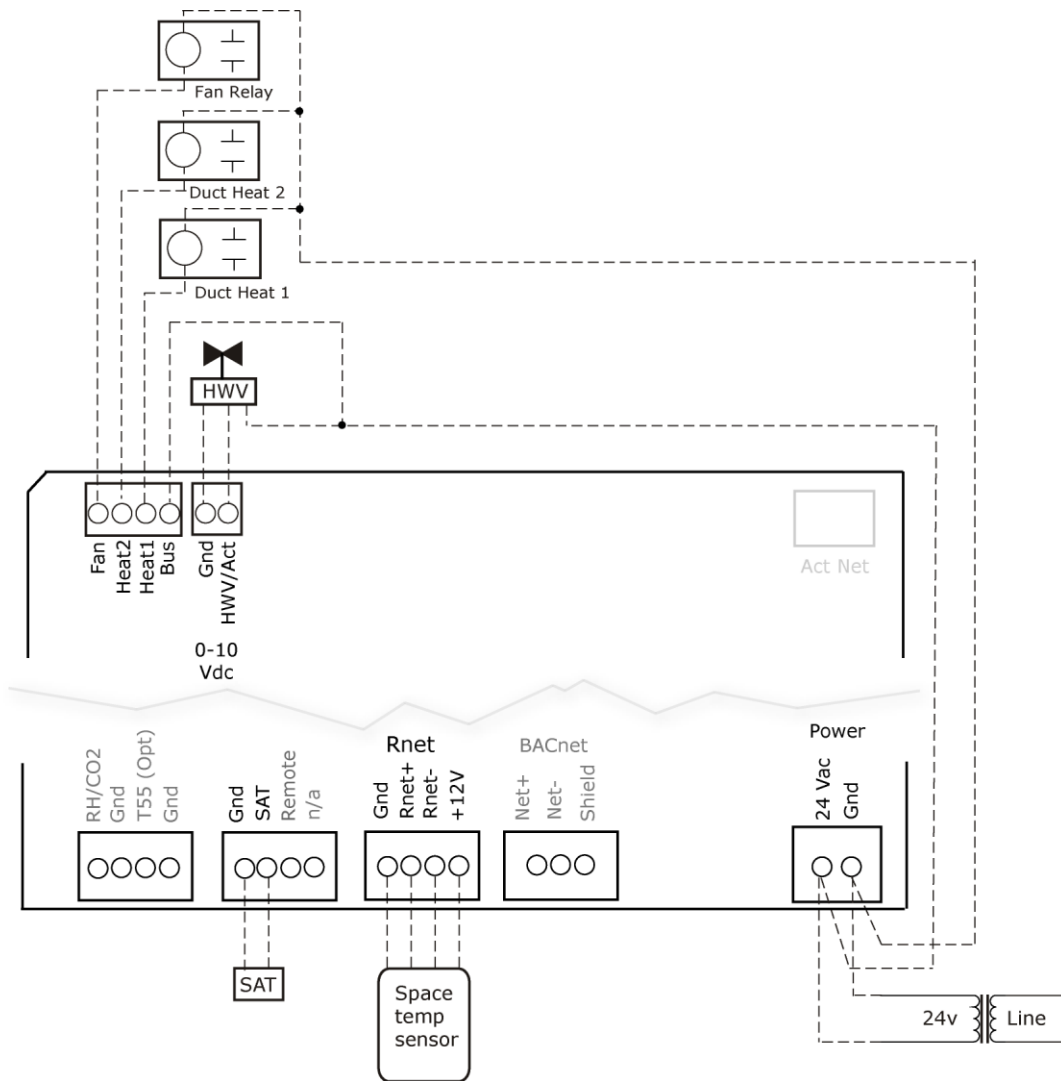 Fan Relay
Duct Heat 2
Duct Heat 1
HWV
Fan
Heat2
Heat1
Bus
Gnd
HWV/Act
Act Net
0-10
Vdc
Rnet
BACnet
Power
RH/CO2
Gnd
T55 (Opt)
Gnd
Gnd
SAT
Remote
n/a
Gnd
Rnet+
Rnet-
+12V
Net+
Net-
Shield
24 Vac
Gnd
SAT
Space
temp
sensor
24v
Line